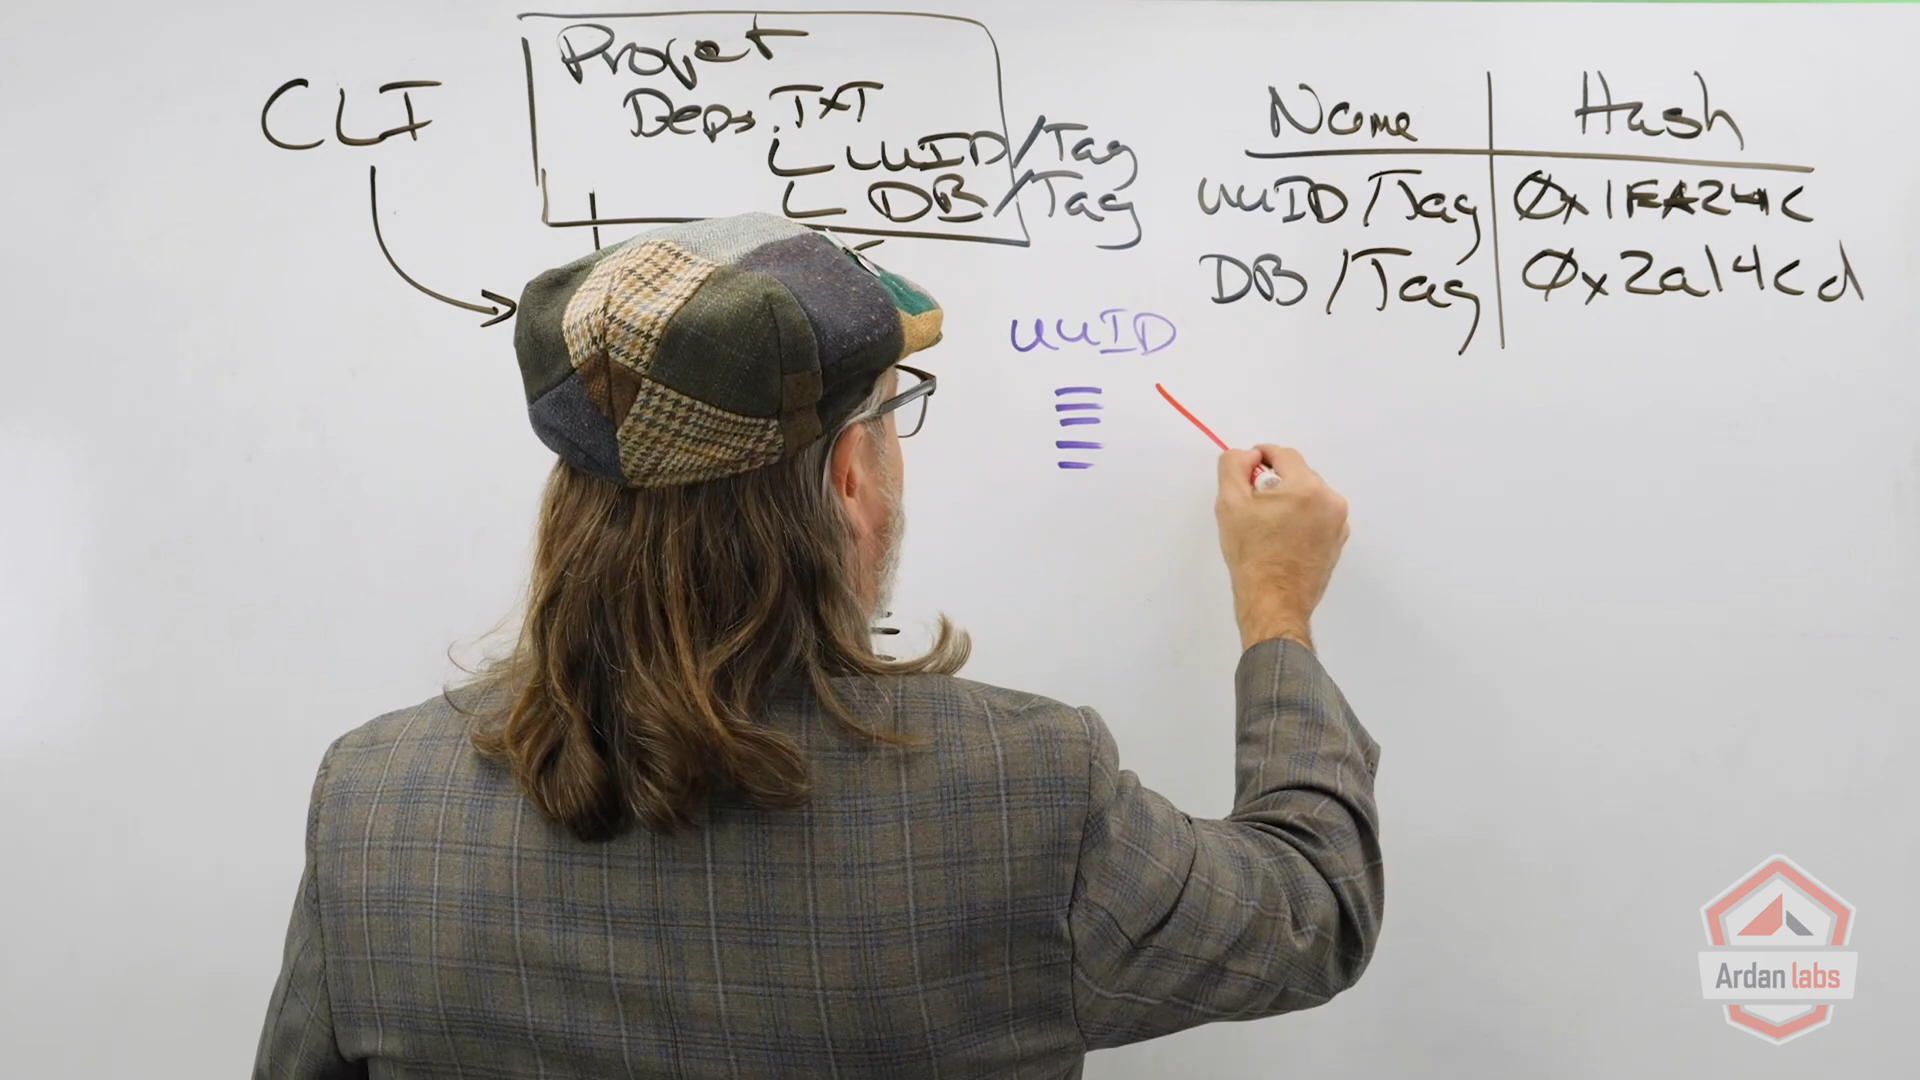 CLI
Project
Deps.TXT
UUID/Tag
DB/Tag
Name Hash
UUID/Tag 0x1FA24c
DB/Tag 0x2a14cd
UUID
Ardan labs